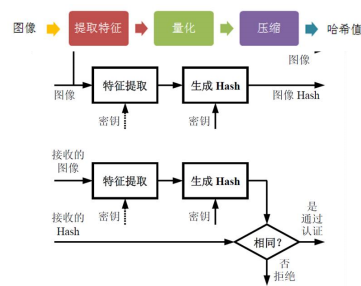 图像 提取特征 量化 压缩 哈希值
特征提取 生成 Hash
图像 图像 Hash
密钥 密钥
接收的
图像
特征提取 生成 Hash
接收的
Hash
密钥 密钥
相同？
是
通过
认证
否
拒绝